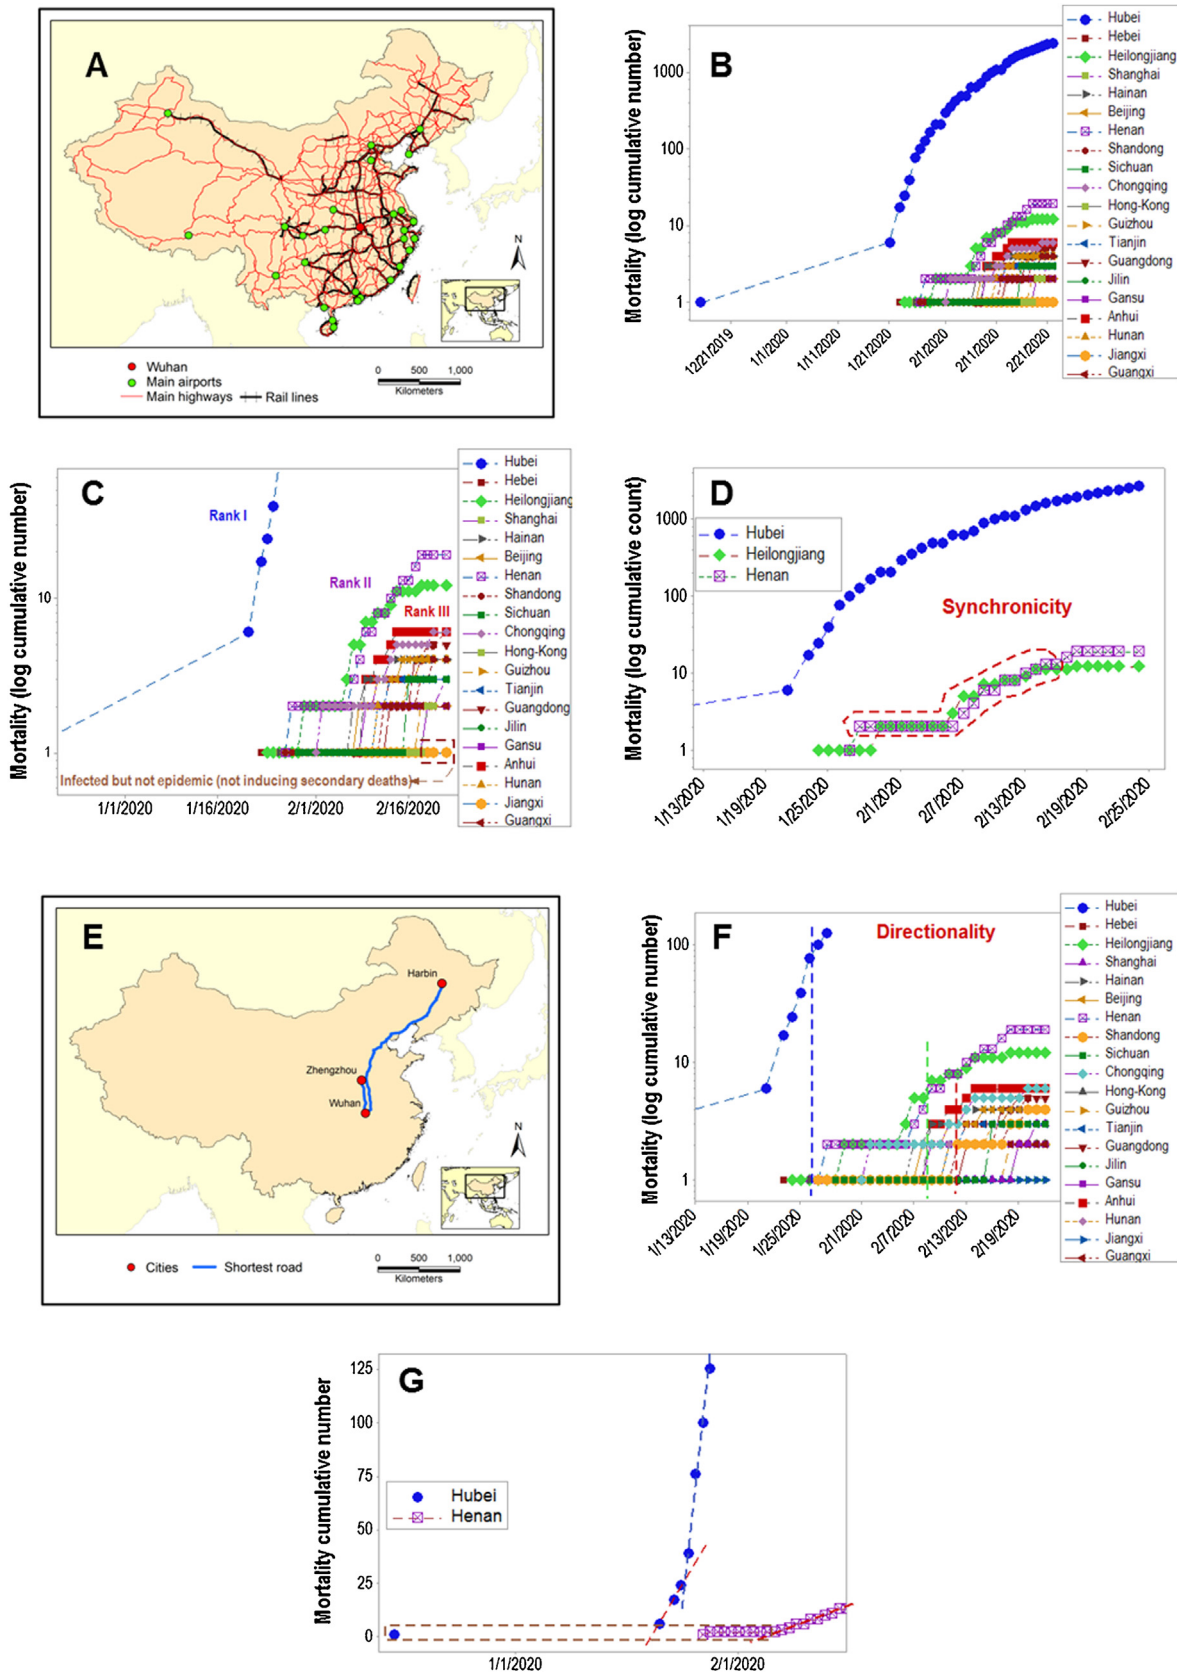 A
N
Wuhan
Main airports
Main highways
Rail lines
0 500 1,000
Kilometers
B
Mortality (log cumulative number)
1000
100
10
1
12/21/2019
1/1/2020
1/11/2020
1/21/2020
2/1/2020
2/11/2020
2/21/2020
Hubei
Hebei
Heilongjiang
Shanghai
Hainan
Beijing
Henan
Shandong
Sichuan
Chongqing
Hong-Kong
Guizhou
Tianjin
Guangdong
Jilin
Gansu
Anhui
Hunan
Jiangxi
Guangxi
C
Mortality (log cumulative number)
10
1
Rank I
Rank II
Rank III
Infected but not epidemic (not inducing secondary deaths)
1/1/2020
1/16/2020
2/1/2020
2/16/2020
Hubei
Hebei
Heilongjiang
Shanghai
Hainan
Beijing
Henan
Shandong
Sichuan
Chongqing
Hong-Kong
Guizhou
Tianjin
Guangdong
Jilin
Gansu
Anhui
Hunan
Jiangxi
Guangxi
D
Mortality (log cumulative count)
1000
100
10
1
Hubei
Heilongjiang
Henan
Synchronicity
1/13/2020
1/19/2020
1/25/2020
2/1/2020
2/7/2020
2/13/2020
2/19/2020
2/25/2020
E
Harbin
Zhengzhou
Wuhan
N
Cities
Shortest road
0 500 1,000
Kilometers
F
Directionality
Mortality (log cumulative number)
100
10
1
1/13/2020
1/19/2020
1/25/2020
2/1/2020
2/7/2020
2/13/2020
2/19/2020
Hubei
Hebei
Heilongjiang
Shanghai
Hainan
Beijing
Henan
Shandong
Sichuan
Chongqing
Hong-Kong
Guizhou
Tianjin
Guangdong
Jilin
Gansu
Anhui
Hunan
Jiangxi
Guangxi
G
Mortality cumulative number
125
100
75
50
25
0
Hubei
Henan
1/1/2020
2/1/2020